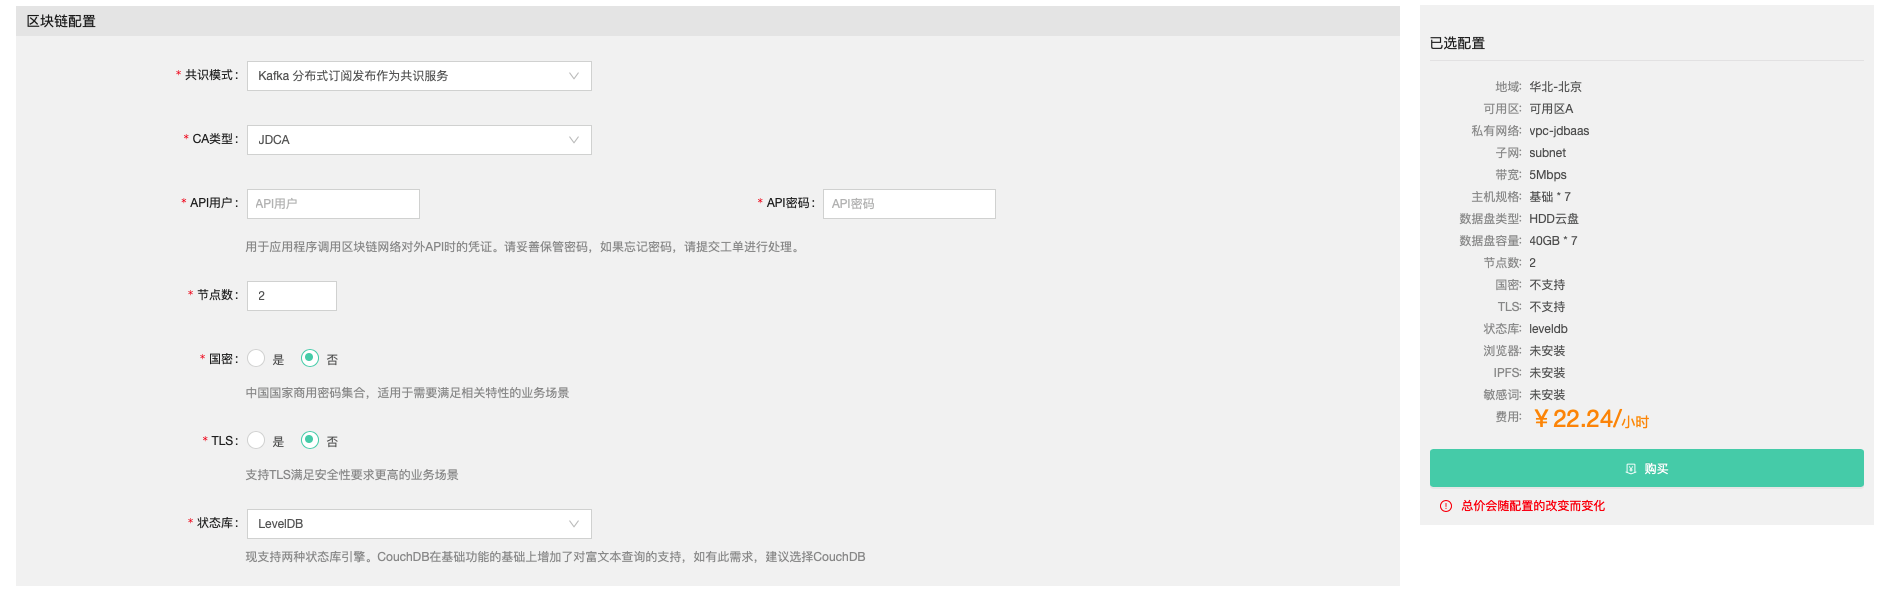 区块链配置
* 共识模式: Kafka 分布式订阅发布作为共识服务
* CA类型: JDCA
* API用户: API用户 * API密码: API密码
用于应用程序调用区块链网络对外API时的凭证。请妥善保管密码，如果忘记密码，请提交工单进行处理。
* 节点数: 2
* 国密: 是 否
中国国家商用密码集合，适用于需要满足相关特性的业务场景
* TLS: 是 否
支持TLS满足安全性要求更高的业务场景
* 状态库: LevelDB
现支持两种状态库引擎。CouchDB在基础功能的基础上增加了对富文本查询的支持，如有此需求，建议选择CouchDB
已选配置
地域: 华北-北京
可用区: 可用区A
私有网络: vpc-jdbaas
子网: subnet
带宽: 5Mbps
主机规格: 基础 * 7
数据盘类型: HDD云盘
数据盘容量: 40GB * 7
节点数: 2
国密: 不支持
TLS: 不支持
状态库: leveldb
浏览器: 未安装
IPFS: 未安装
敏感词: 未安装
费用: ￥22.24/小时
购买
总价会随配置的改变而变化